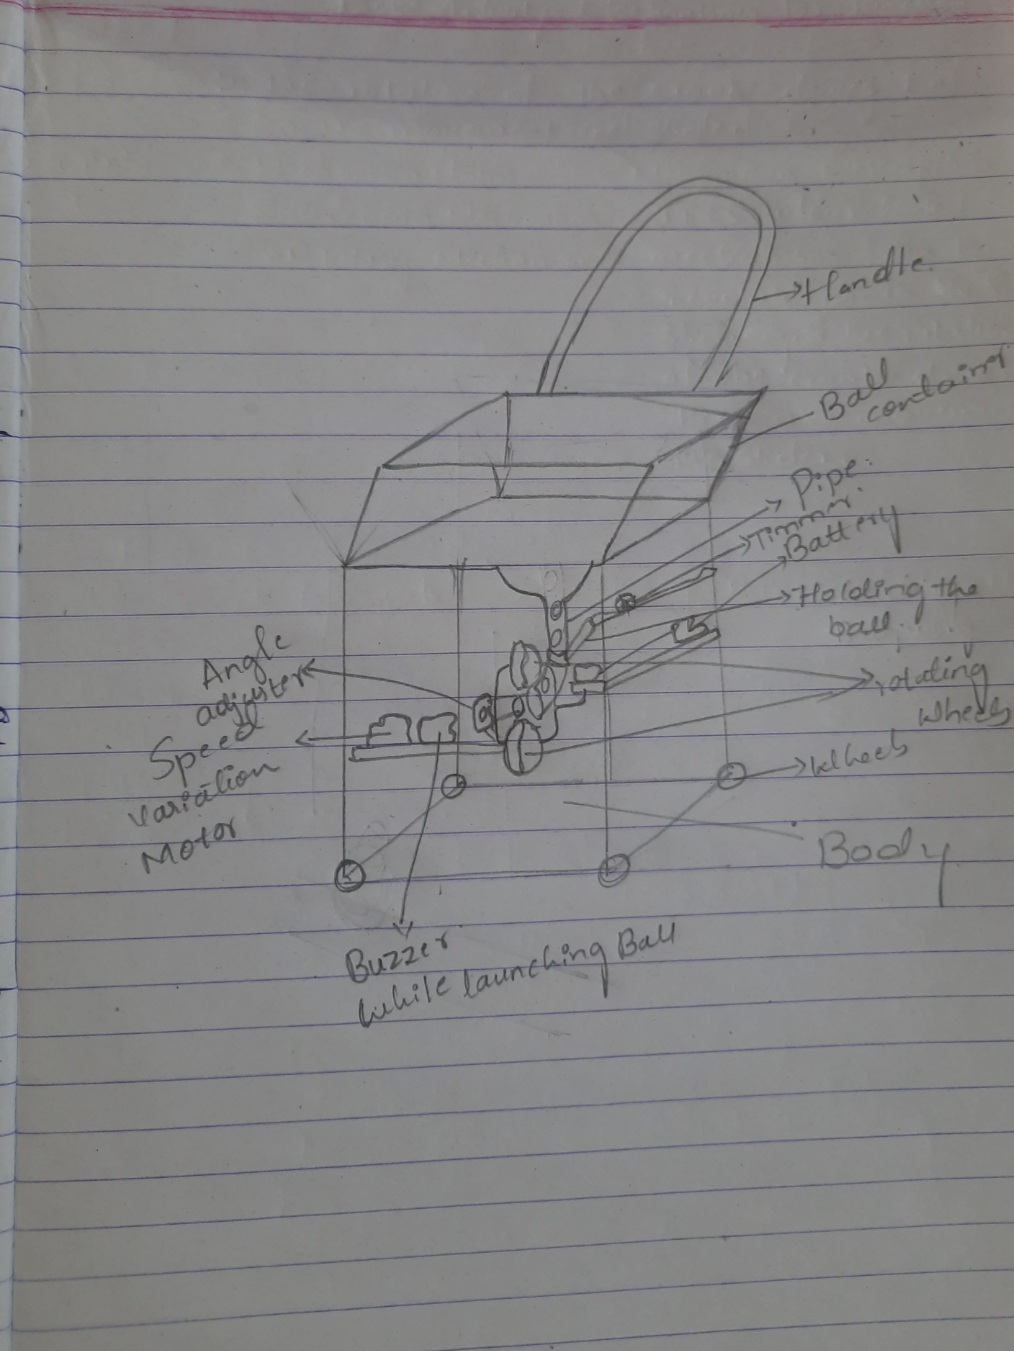 Handle.
Ball
container
Pipe.
Timmer.
Battery
Holding the
ball.
rotating
wheels
Wheels
Body
Angle
adjuster
Speed
variation
Motor
Buzzer
while launching Ball